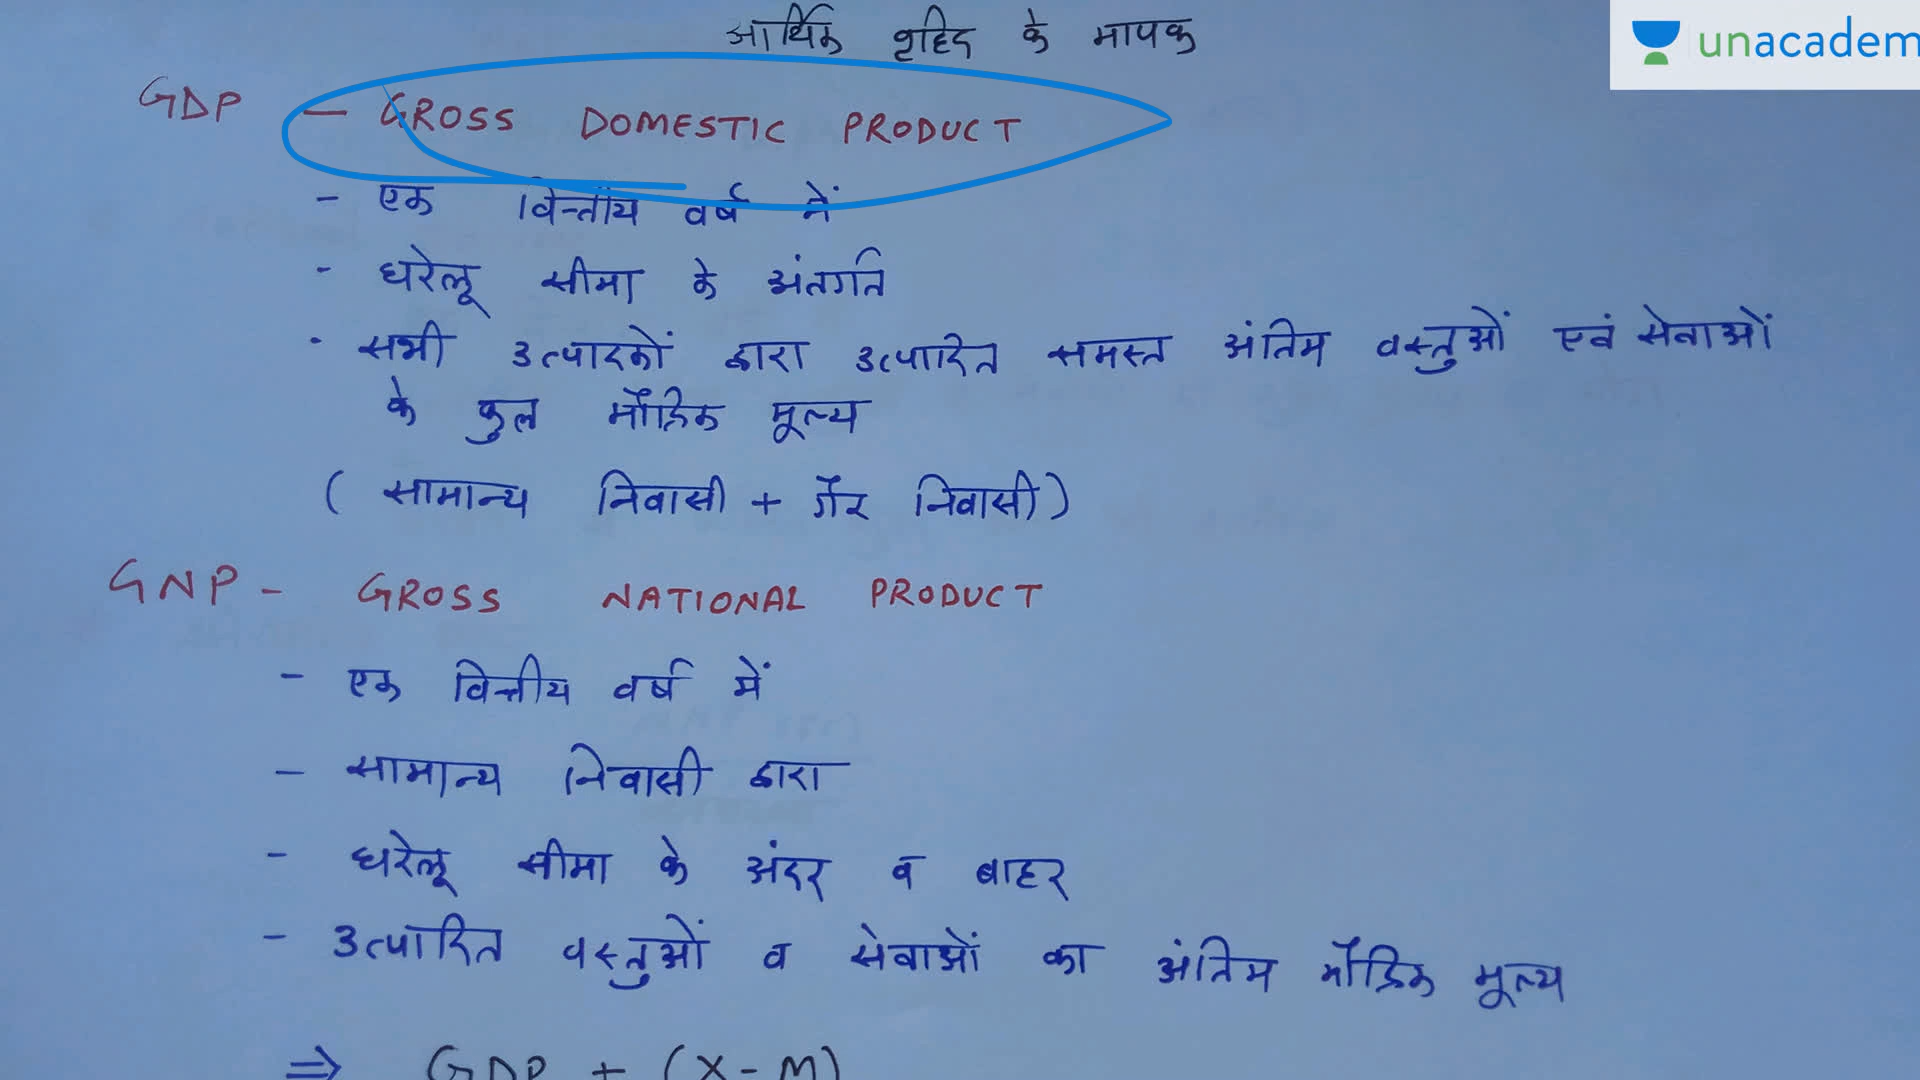 आर्थिक वृद्धि के मापक
unacadem
GDP – GROSS DOMESTIC PRODUCT
- एक वित्तीय वर्ष में
- घरेलू सीमा के अंतर्गत
· सभी उत्पादकों द्वारा उत्पादित समस्त अंतिम वस्तुओं एवं सेवाओं
के कुल मौद्रिक मूल्य
( सामान्य निवासी + गैर निवासी)
GNP - GROSS NATIONAL PRODUCT
- एक वित्तीय वर्ष में
- सामान्य निवासी द्वारा
- घरेलू सीमा के अंदर व बाहर
- उत्पादित वस्तुओं व सेवाओं का अंतिम मौद्रिक मूल्य
⇒ GDP + (X-M)